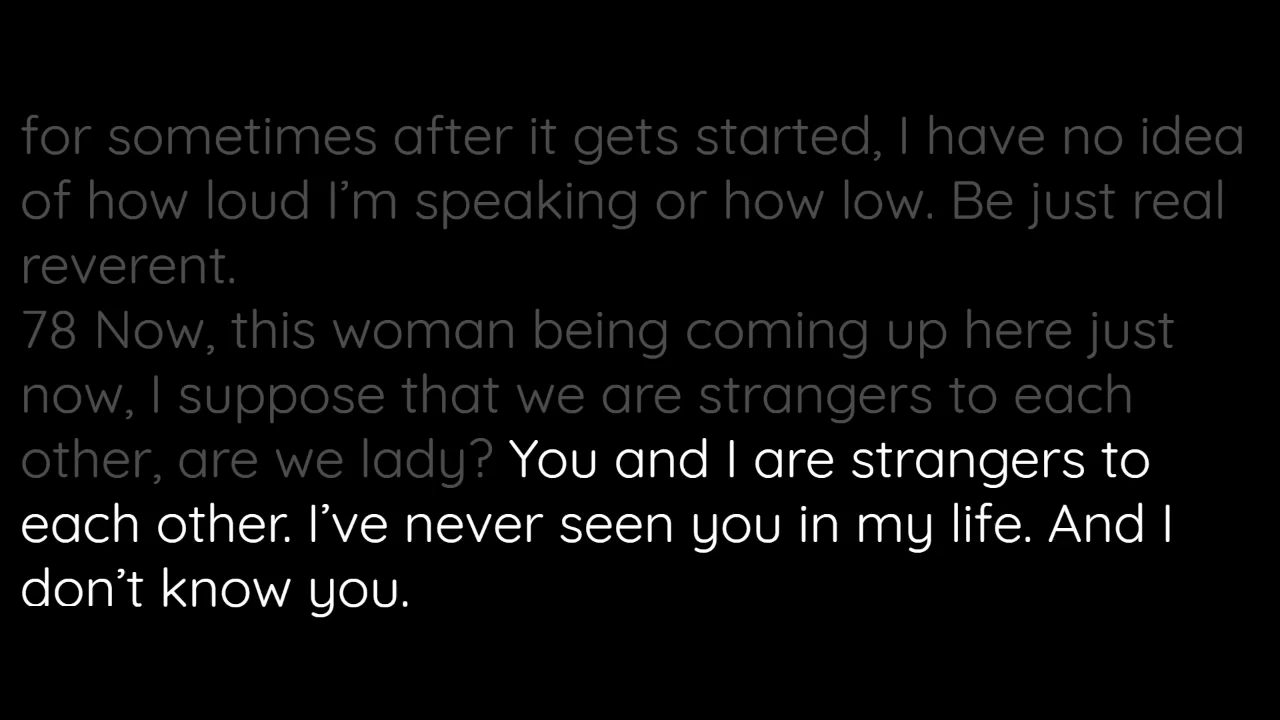 for sometimes after it gets started, I have no idea
of how loud I’m speaking or how low. Be just real
reverent.
78 Now, this woman being coming up here just
now, I suppose that we are strangers to each
other, are we lady? You and I are strangers to
each other. I’ve never seen you in my life. And I
don’t know you.